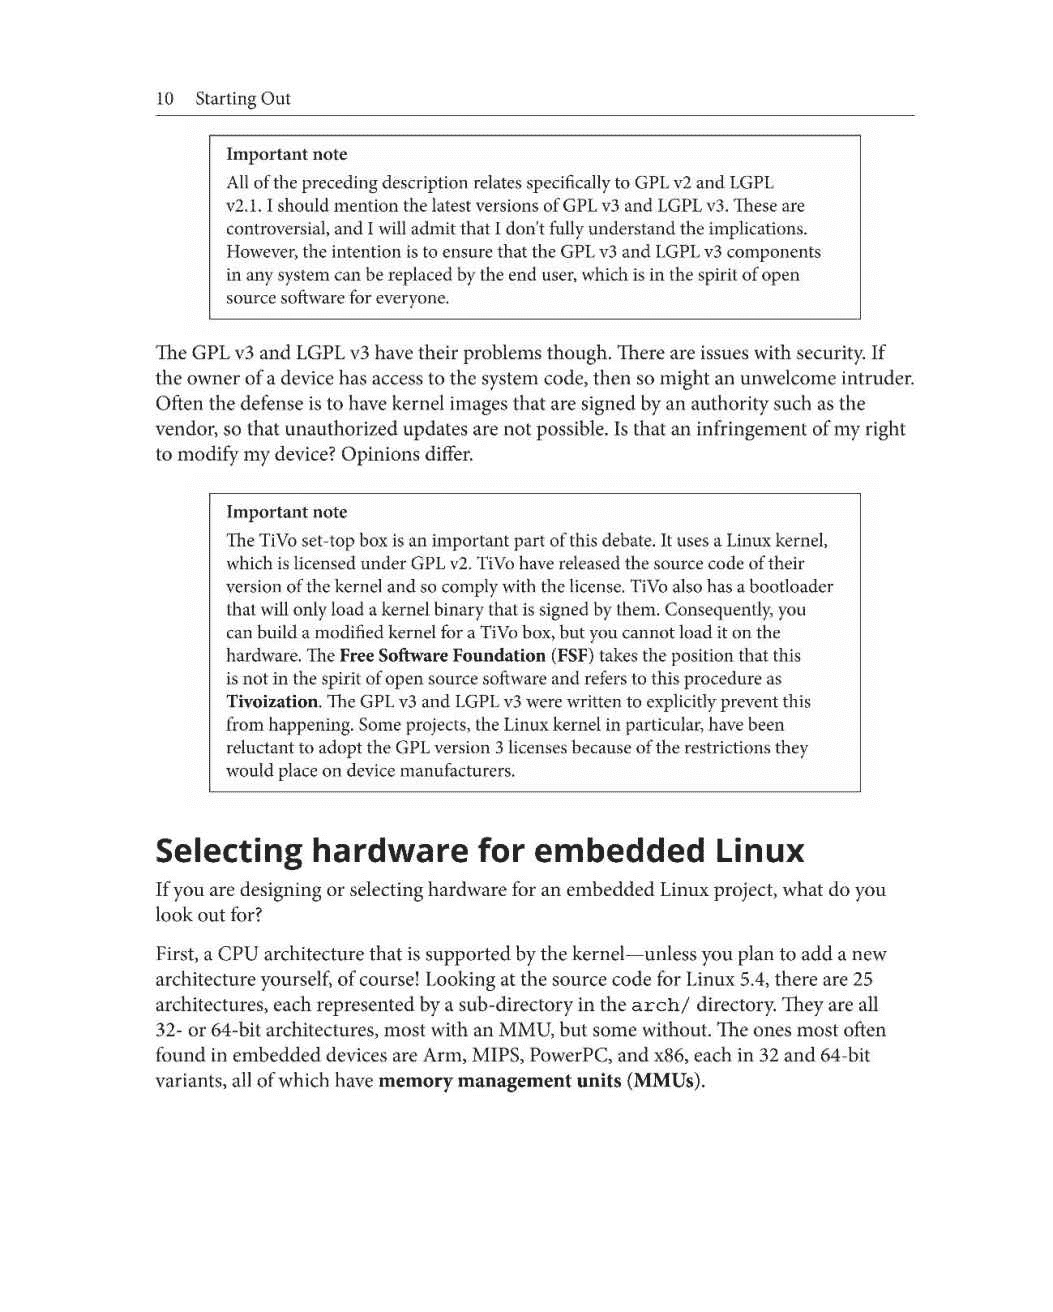 10 Starting Out
Important note
All of the preceding description relates specifically to GPL v2 and LGPL
v2.1. I should mention the latest versions of GPL v3 and LGPL v3. These are
controversial, and I will admit that I don't fully understand the implications.
However, the intention is to ensure that the GPL v3 and LGPL v3 components
in any system can be replaced by the end user, which is in the spirit of open
source software for everyone.
The GPL v3 and LGPL v3 have their problems though. There are issues with security. If
the owner of a device has access to the system code, then so might an unwelcome intruder.
Often the defense is to have kernel images that are signed by an authority such as the
vendor, so that unauthorized updates are not possible. Is that an infringement of my right
to modify my device? Opinions differ.
Important note
The TiVo set-top box is an important part of this debate. It uses a Linux kernel,
which is licensed under GPL v2. TiVo have released the source code of their
version of the kernel and so comply with the license. TiVo also has a bootloader
that will only load a kernel binary that is signed by them. Consequently, you
can build a modified kernel for a TiVo box, but you cannot load it on the
hardware. The Free Software Foundation (FSF) takes the position that this
is not in the spirit of open source software and refers to this procedure as
Tivoization. The GPL v3 and LGPL v3 were written to explicitly prevent this
from happening. Some projects, the Linux kernel in particular, have been
reluctant to adopt the GPL version 3 licenses because of the restrictions they
would place on device manufacturers.
Selecting hardware for embedded Linux
If you are designing or selecting hardware for an embedded Linux project, what do you
look out for?
First, a CPU architecture that is supported by the kernel—unless you plan to add a new
architecture yourself, of course! Looking at the source code for Linux 5.4, there are 25
architectures, each represented by a sub-directory in the arch/ directory. They are all
32- or 64-bit architectures, most with an MMU, but some without. The ones most often
found in embedded devices are Arm, MIPS, PowerPC, and x86, each in 32 and 64-bit
variants, all of which have memory management units (MMUs).